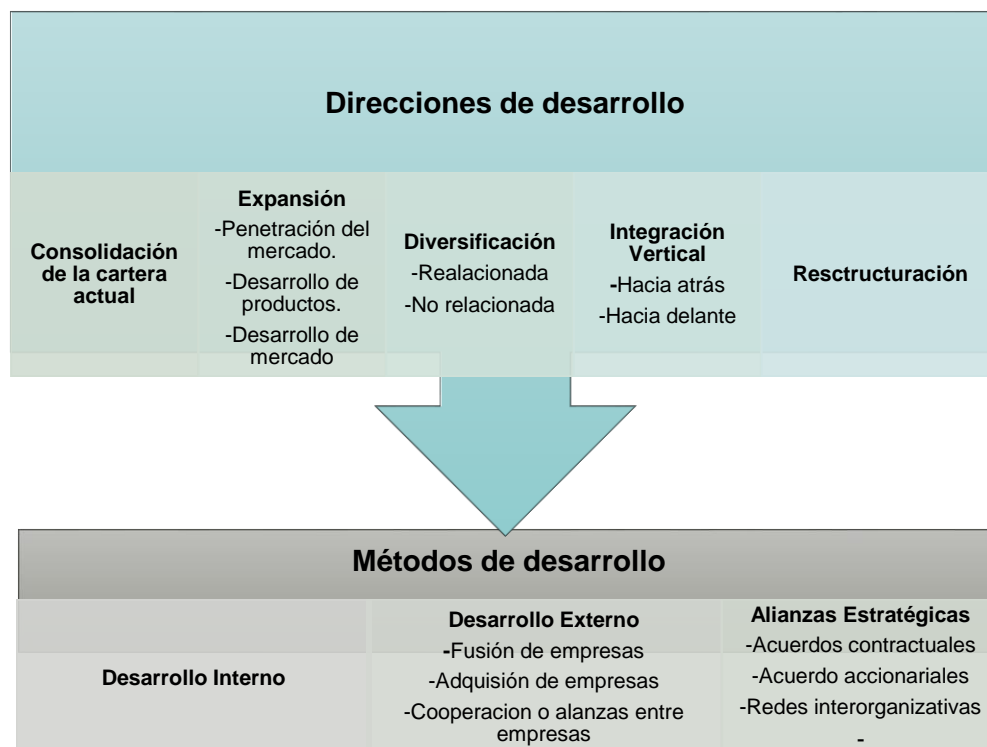 Direcciones de desarrollo
Consolidación
de la cartera
actual
Expansión
-Penetración del
mercado.
-Desarrollo de
productos.
-Desarrollo de
mercado
Diversificación
-Realacionada
-No relacionada
Integración
Vertical
-Hacia atrás
-Hacia delante
Resctructuración
Métodos de desarrollo
Desarrollo Interno
Desarrollo Externo
-Fusión de empresas
-Adquisión de empresas
-Cooperacion o alanzas entre
empresas
Alianzas Estratégicas
-Acuerdos contractuales
-Acuerdo accionariales
-Redes interorganizativas
-